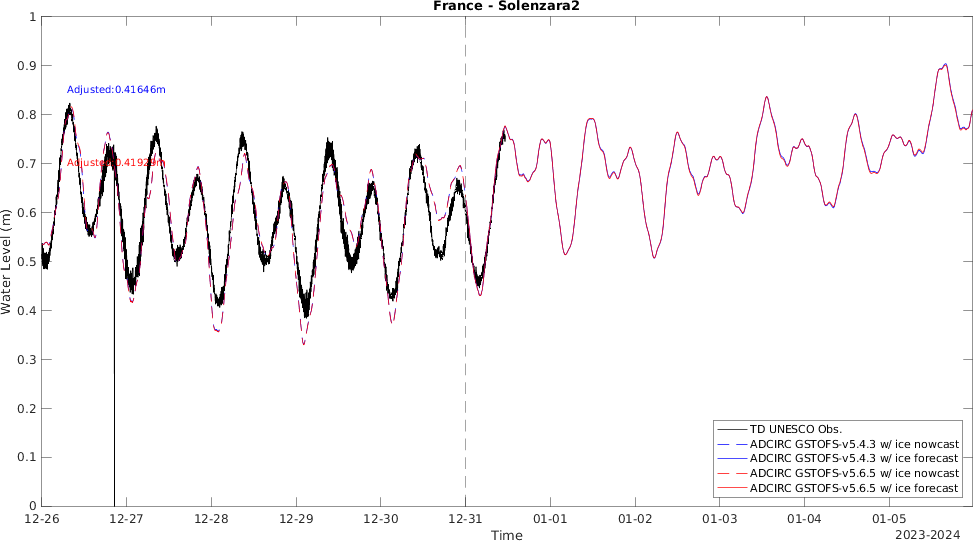 France - Solenzara2
1
0.9
0.8
0.7
0.6
0.5
0.4
0.3
0.2
0.1
0
Water Level (m)
Adjusted:0.41646m
12-26
12-27
12-28
12-29
12-30
12-31
01-01
01-02
01-03
01-04
01-05
Time
2023-2024
TD UNESCO Obs.
ADCIRC GSTOFS-v5.4.3 w/ ice nowcast
ADCIRC GSTOFS-v5.4.3 w/ ice forecast
ADCIRC GSTOFS-v5.6.5 w/ ice nowcast
ADCIRC GSTOFS-v5.6.5 w/ ice forecast